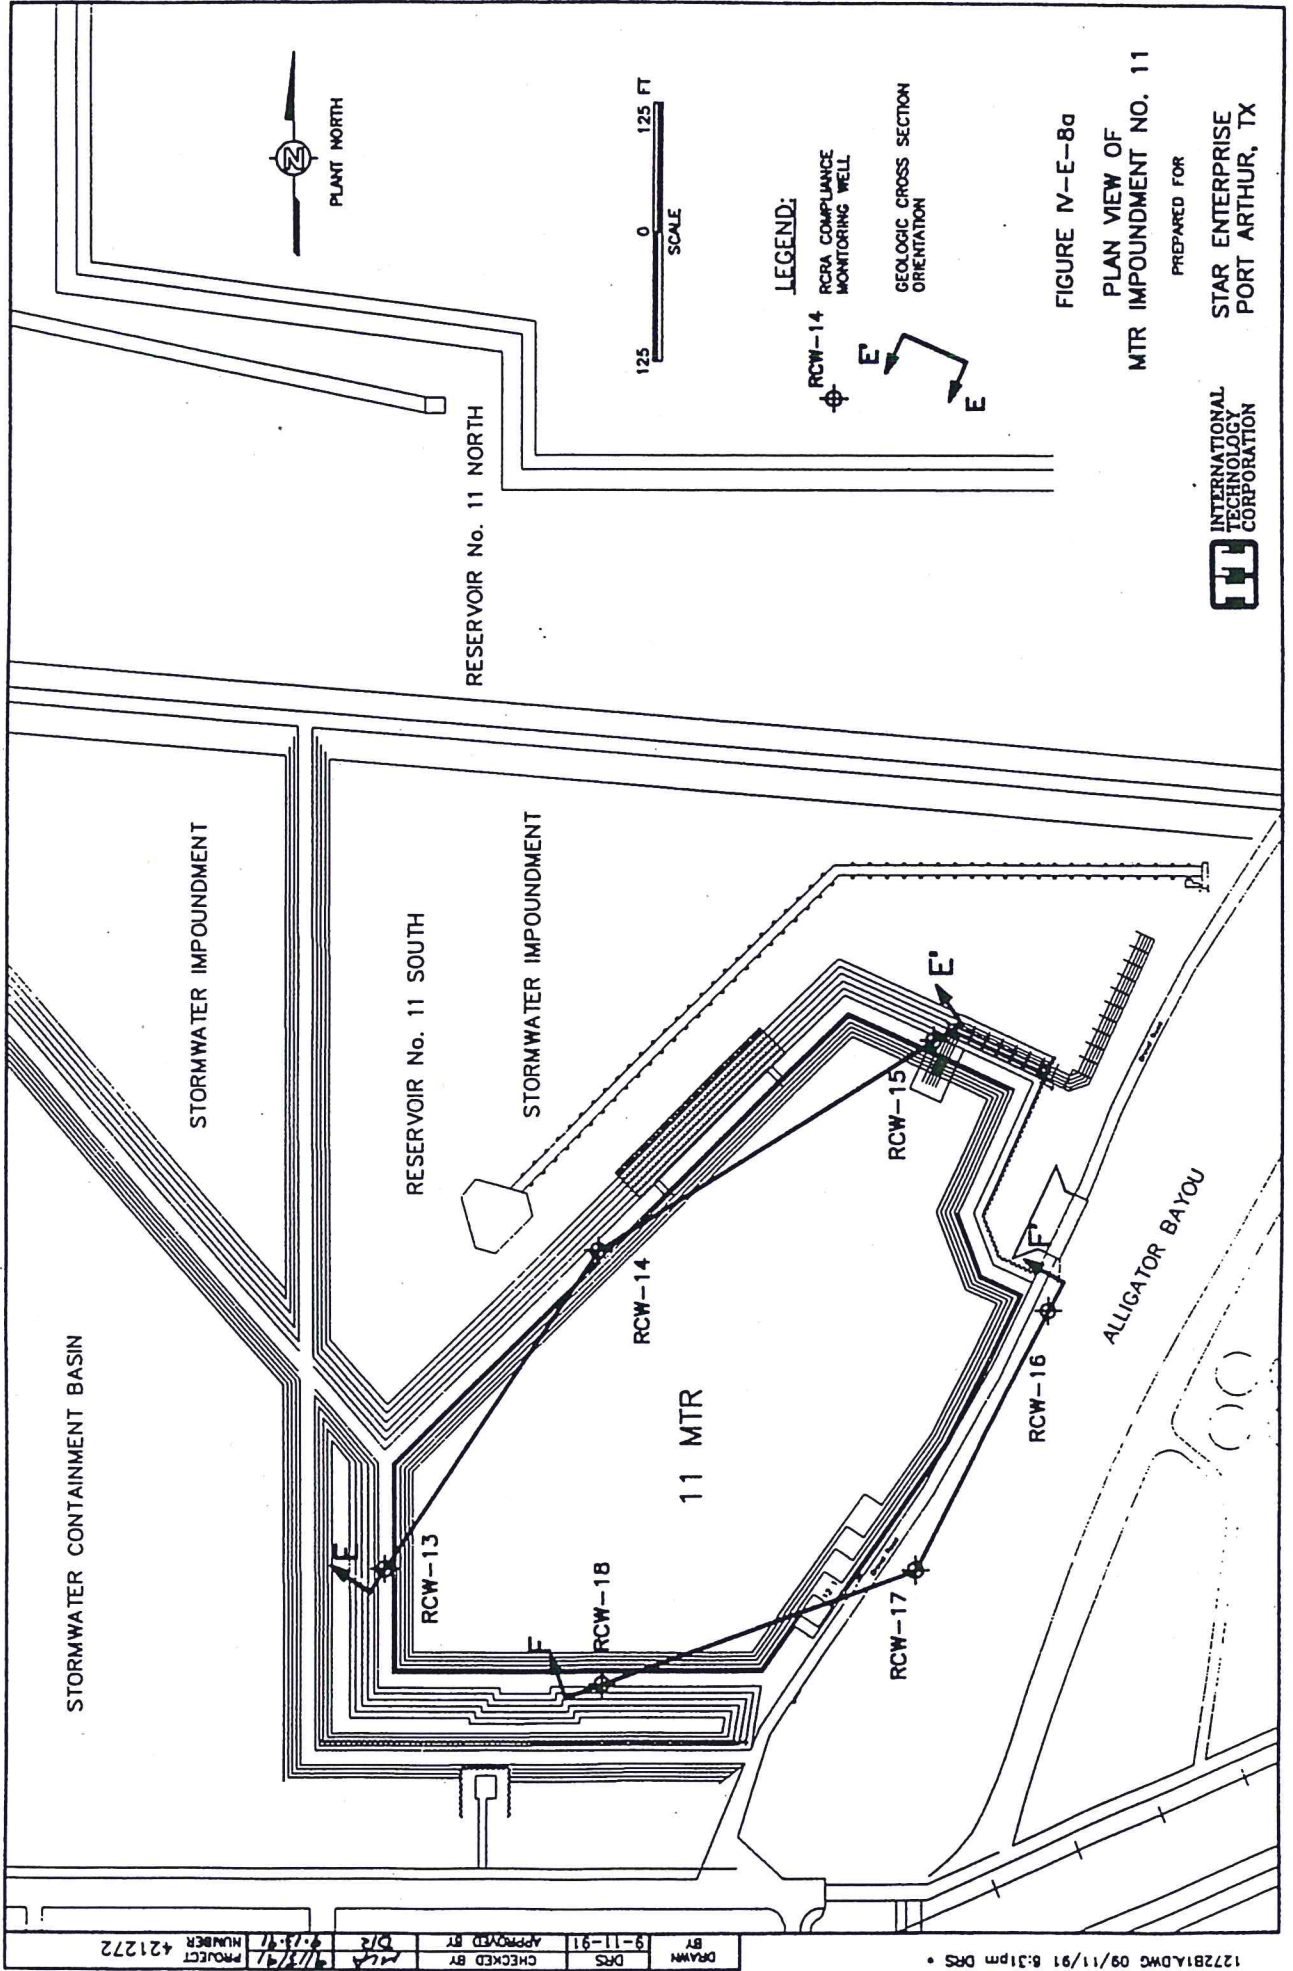 PLANT NORTH
N
125 0 125 FT
SCALE
LEGEND:
RCW-14
RCRA COMPLIANCE
MONITORING WELL
E'
E
GEOLOGIC CROSS SECTION
ORIENTATION
FIGURE IV-E-8a
PLAN VIEW OF
MTR IMPOUNDMENT NO. 11
PREPARED FOR
STAR ENTERPRISE
PORT ARTHUR, TX
INTERNATIONAL
TECHNOLOGY
CORPORATION
RESERVOIR No. 11 NORTH
STORMWATER IMPOUNDMENT
RESERVOIR No. 11 SOUTH
STORMWATER IMPOUNDMENT
STORMWATER CONTAINMENT BASIN
E
RCW-13
RCW-14
RCW-15
E'
11 MTR
F
RCW-18
RCW-17
RCW-16
F'
ALLIGATOR BAYOU
DRAWN
BY
DRS
9-11-91
CHECKED BY
APPROVED BY
PROJECT
NUMBER
421272
1272B1A.DWG 09/11/91 6:31pm DRS